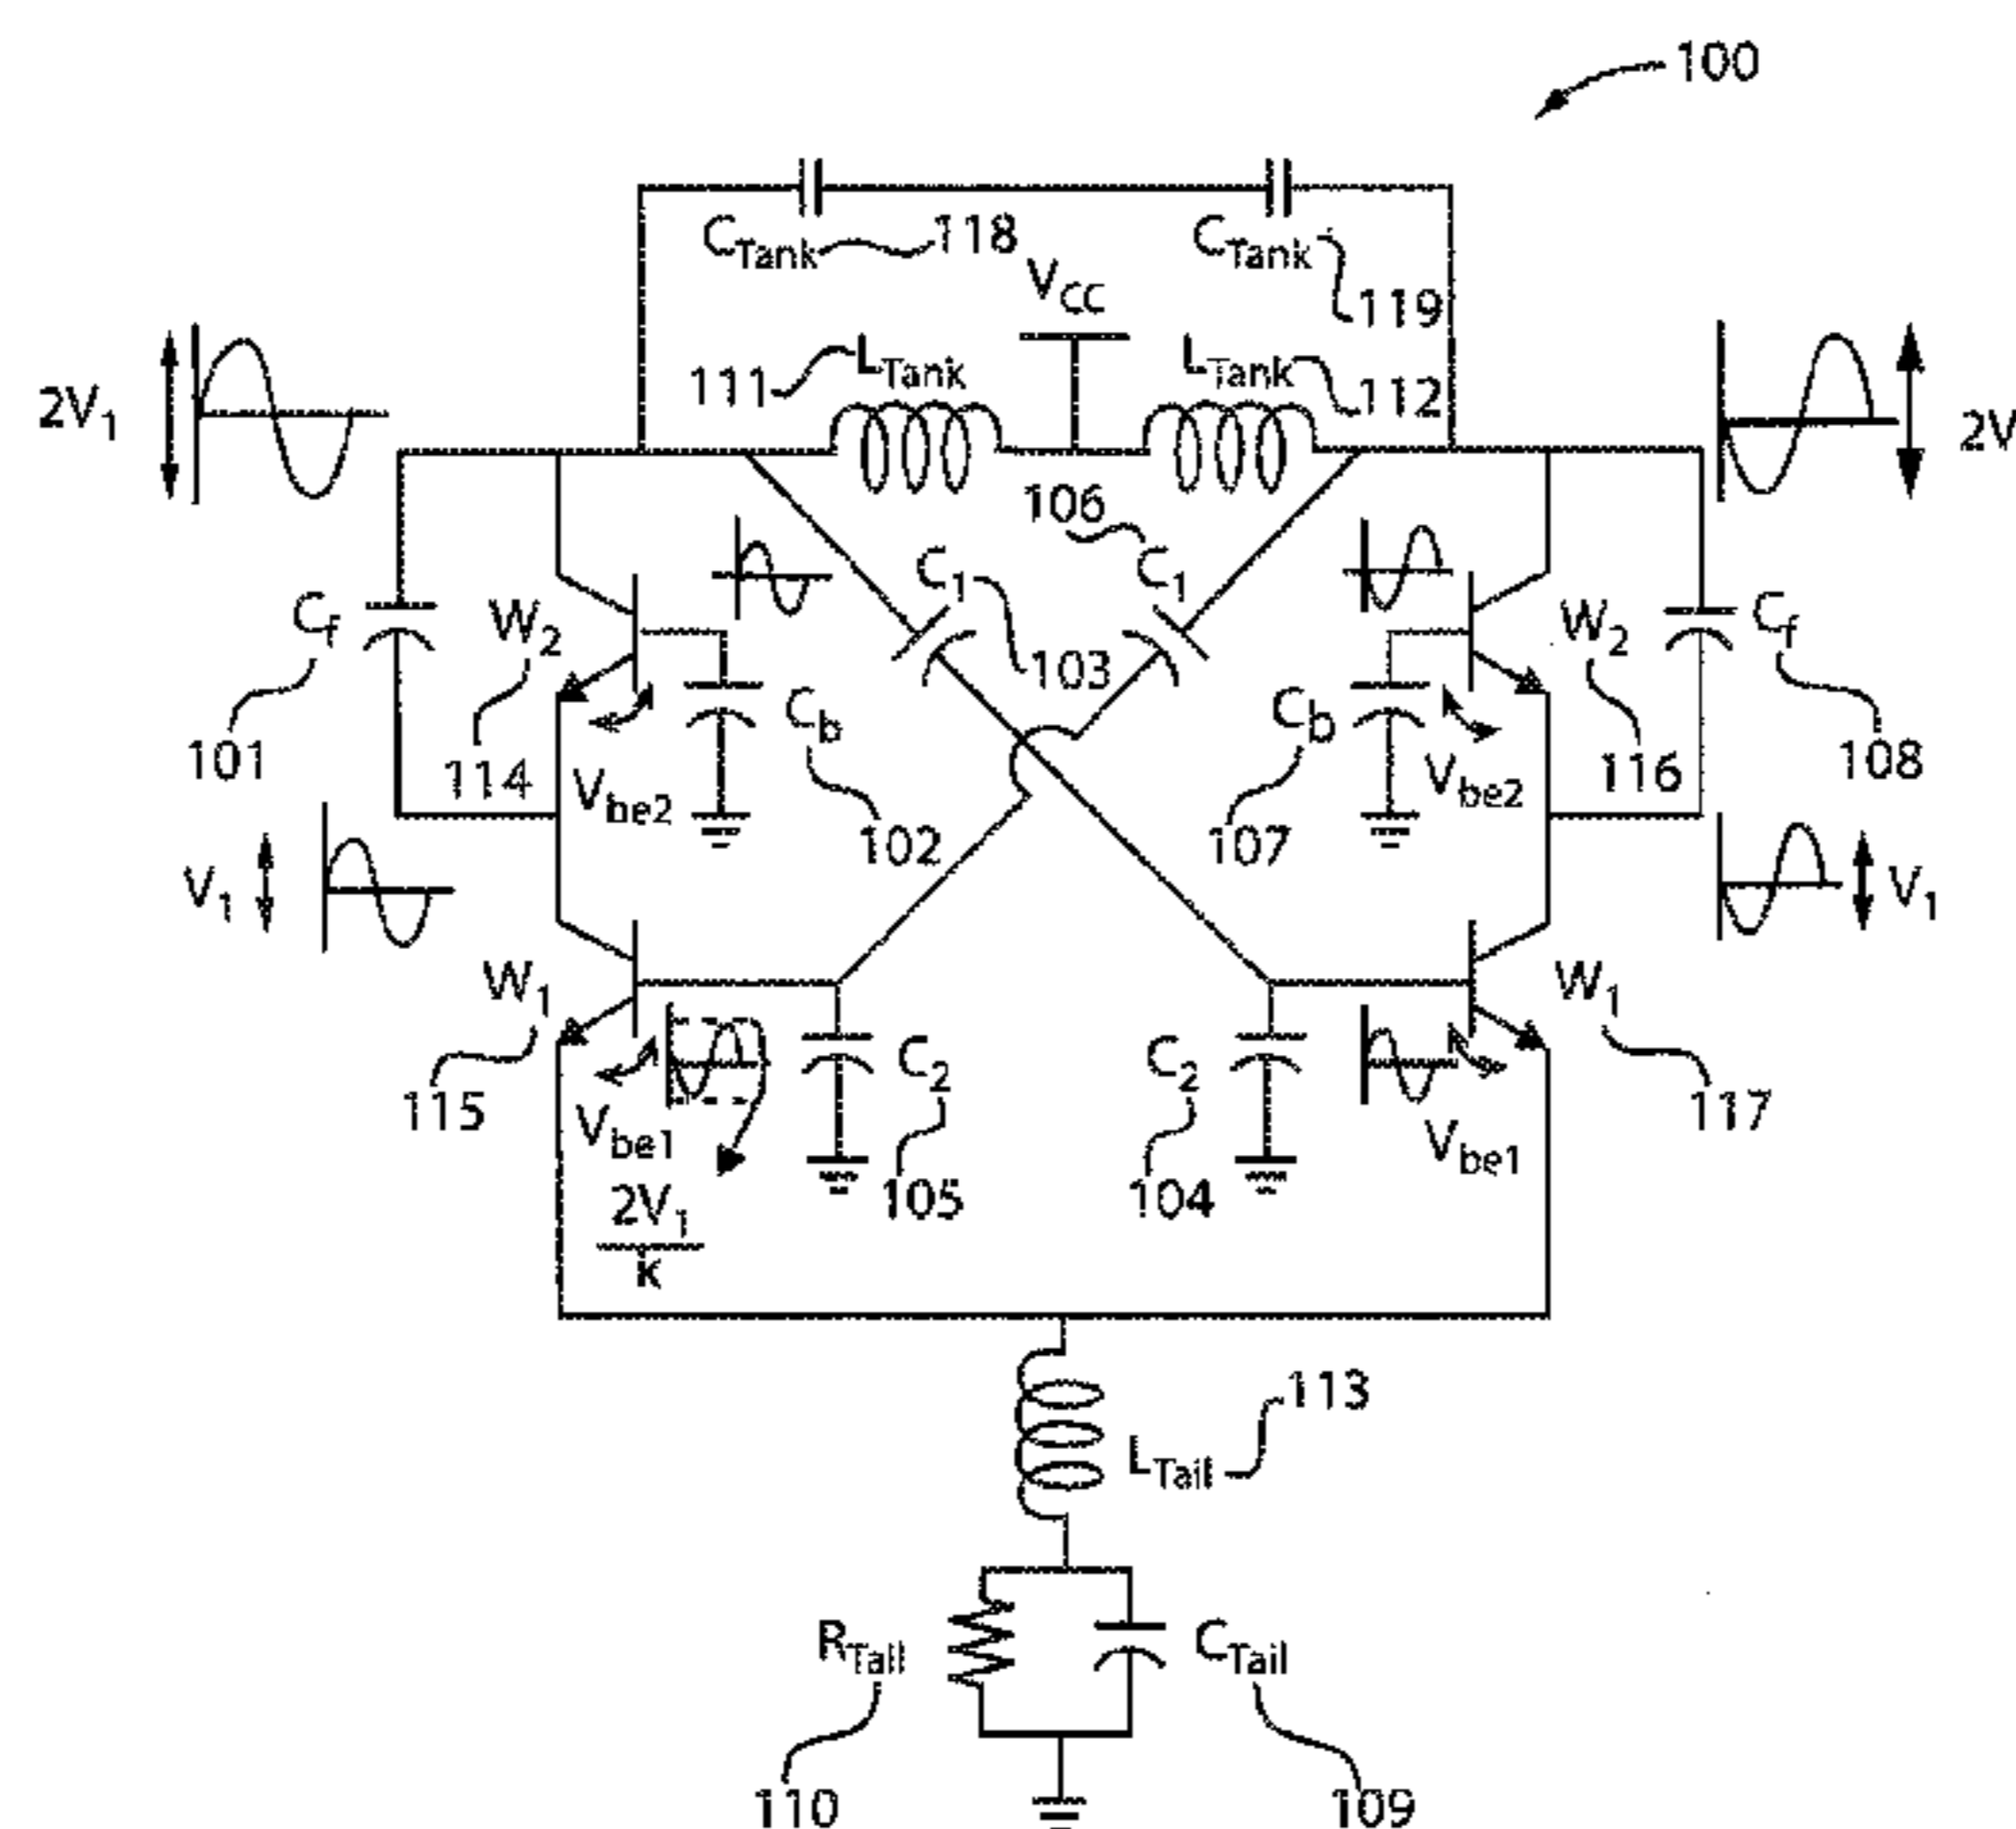 100
C_Tank 118
C_Tank
119
V_CC
111
L_Tank
L_Tank
112
2V_1
2V
106
C_1
103
C_1
C_f
W_2
W_2
C_f
101
114
V_be2
C_b
102
C_b
107
V_be2
116
108
V_1
V_1
W_1
W_1
115
V_be1
C_2
105
C_2
104
V_be1
117
2V_1
K
113
L_Tail
R_Tail
C_Tail
110
109